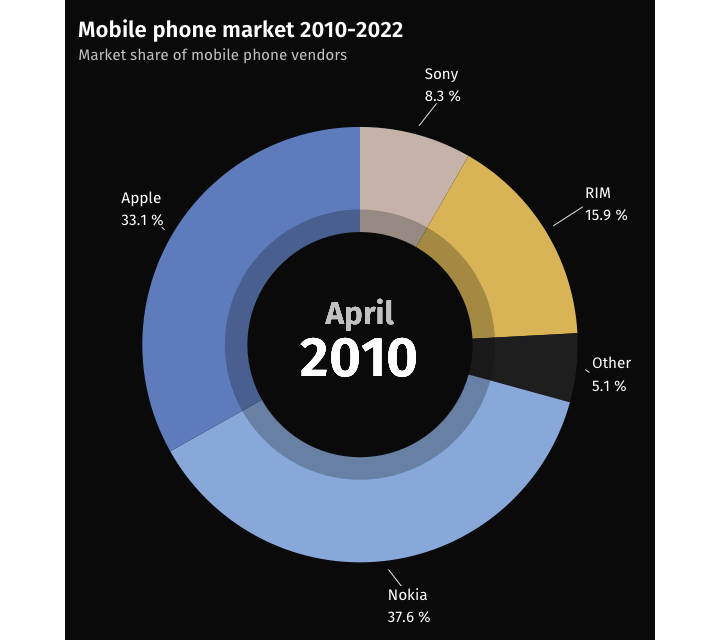 Mobile phone market 2010-2022
Market share of mobile phone vendors
Sony
8.3 %
RIM
15.9 %
Apple
33.1 %
April
2010
Other
5.1 %
Nokia
37.6 %